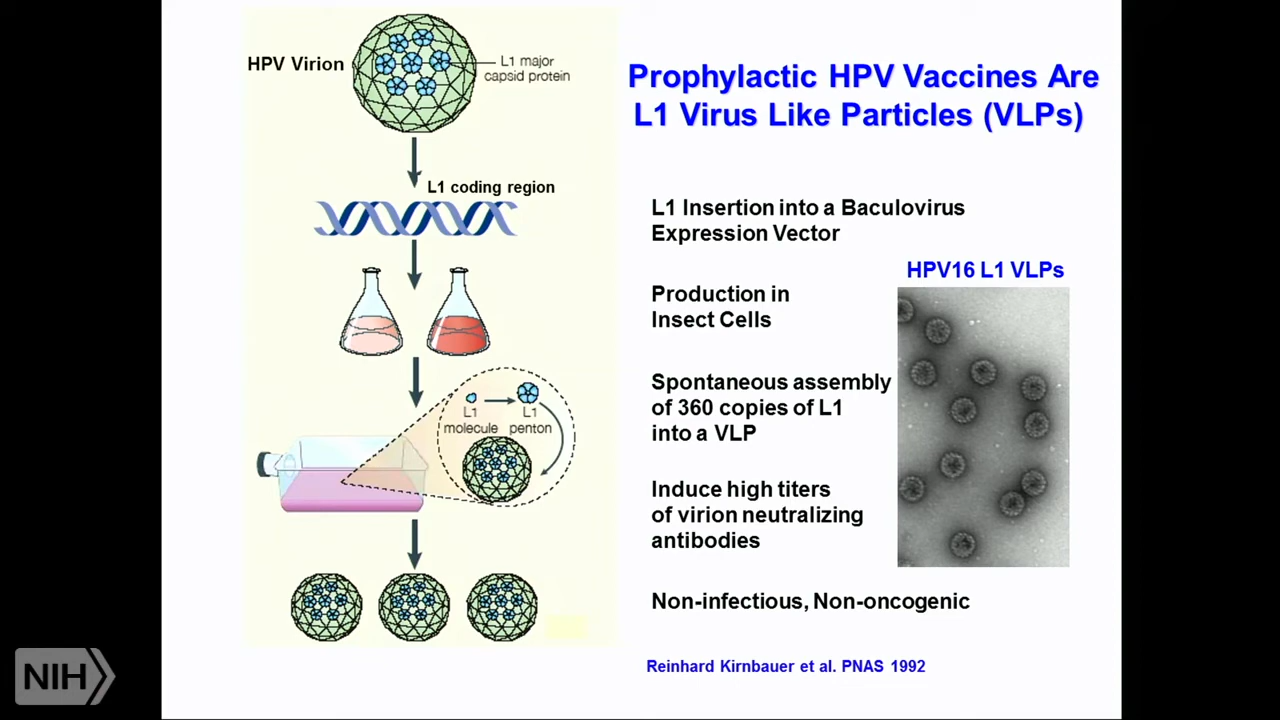 HPV Virion
L1 major
capsid protein
L1 coding region
L1
molecule
L1
penton
Prophylactic HPV Vaccines Are
L1 Virus Like Particles (VLPs)
L1 Insertion into a Baculovirus
Expression Vector
Production in
Insect Cells
Spontaneous assembly
of 360 copies of L1
into a VLP
Induce high titers
of virion neutralizing
antibodies
Non-infectious, Non-oncogenic
HPV16 L1 VLPs
Reinhard Kirnbauer et al. PNAS 1992
NIH